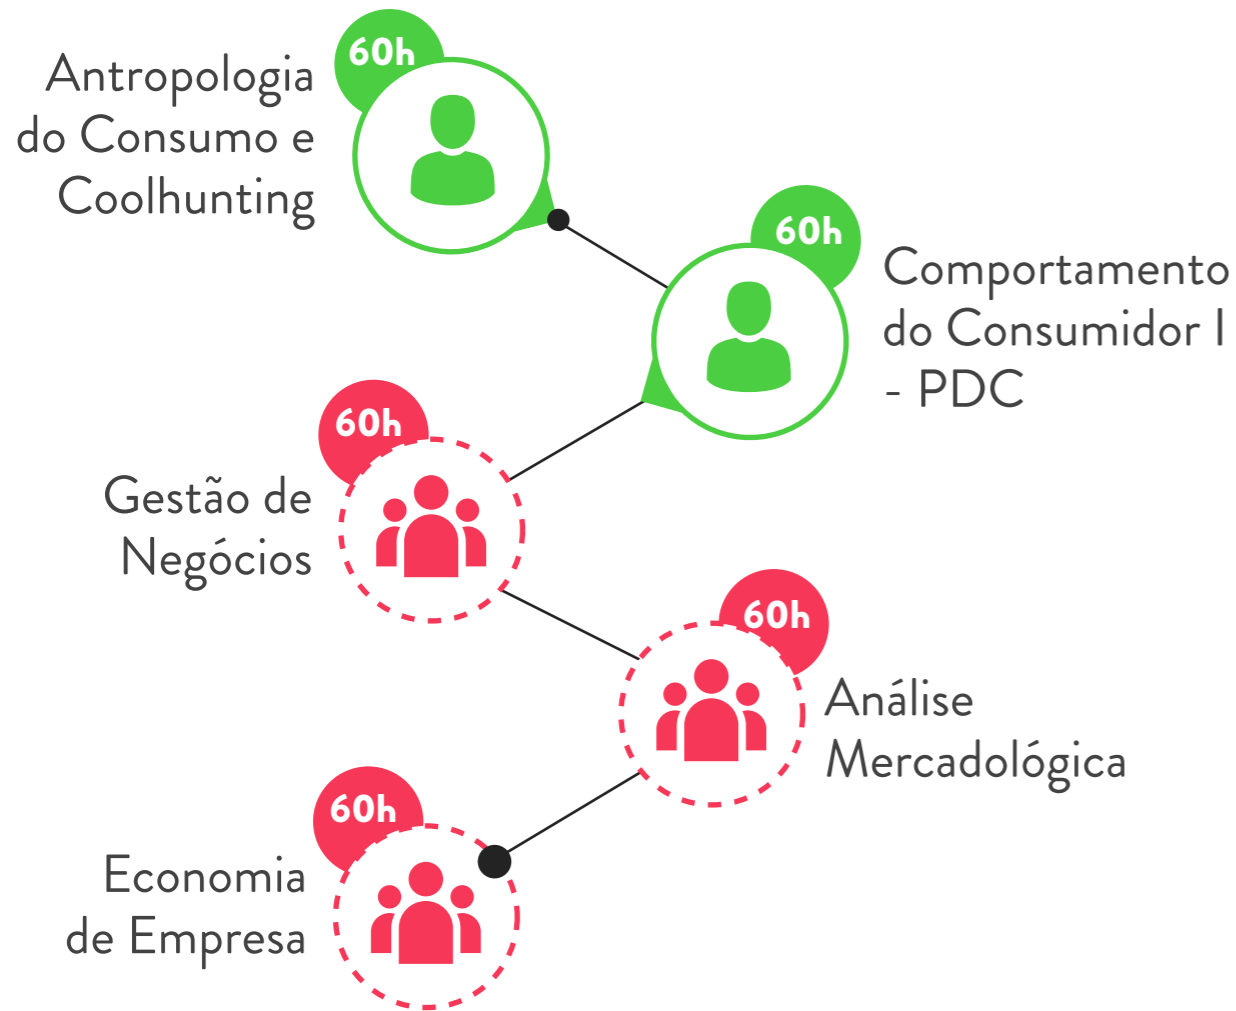 60h
Antropologia
do Consumo e
Coolhunting
60h
Comportamento
do Consumidor I
- PDC
60h
Gestão de
Negócios
60h
Análise
Mercadológica
60h
Economia
de Empresa